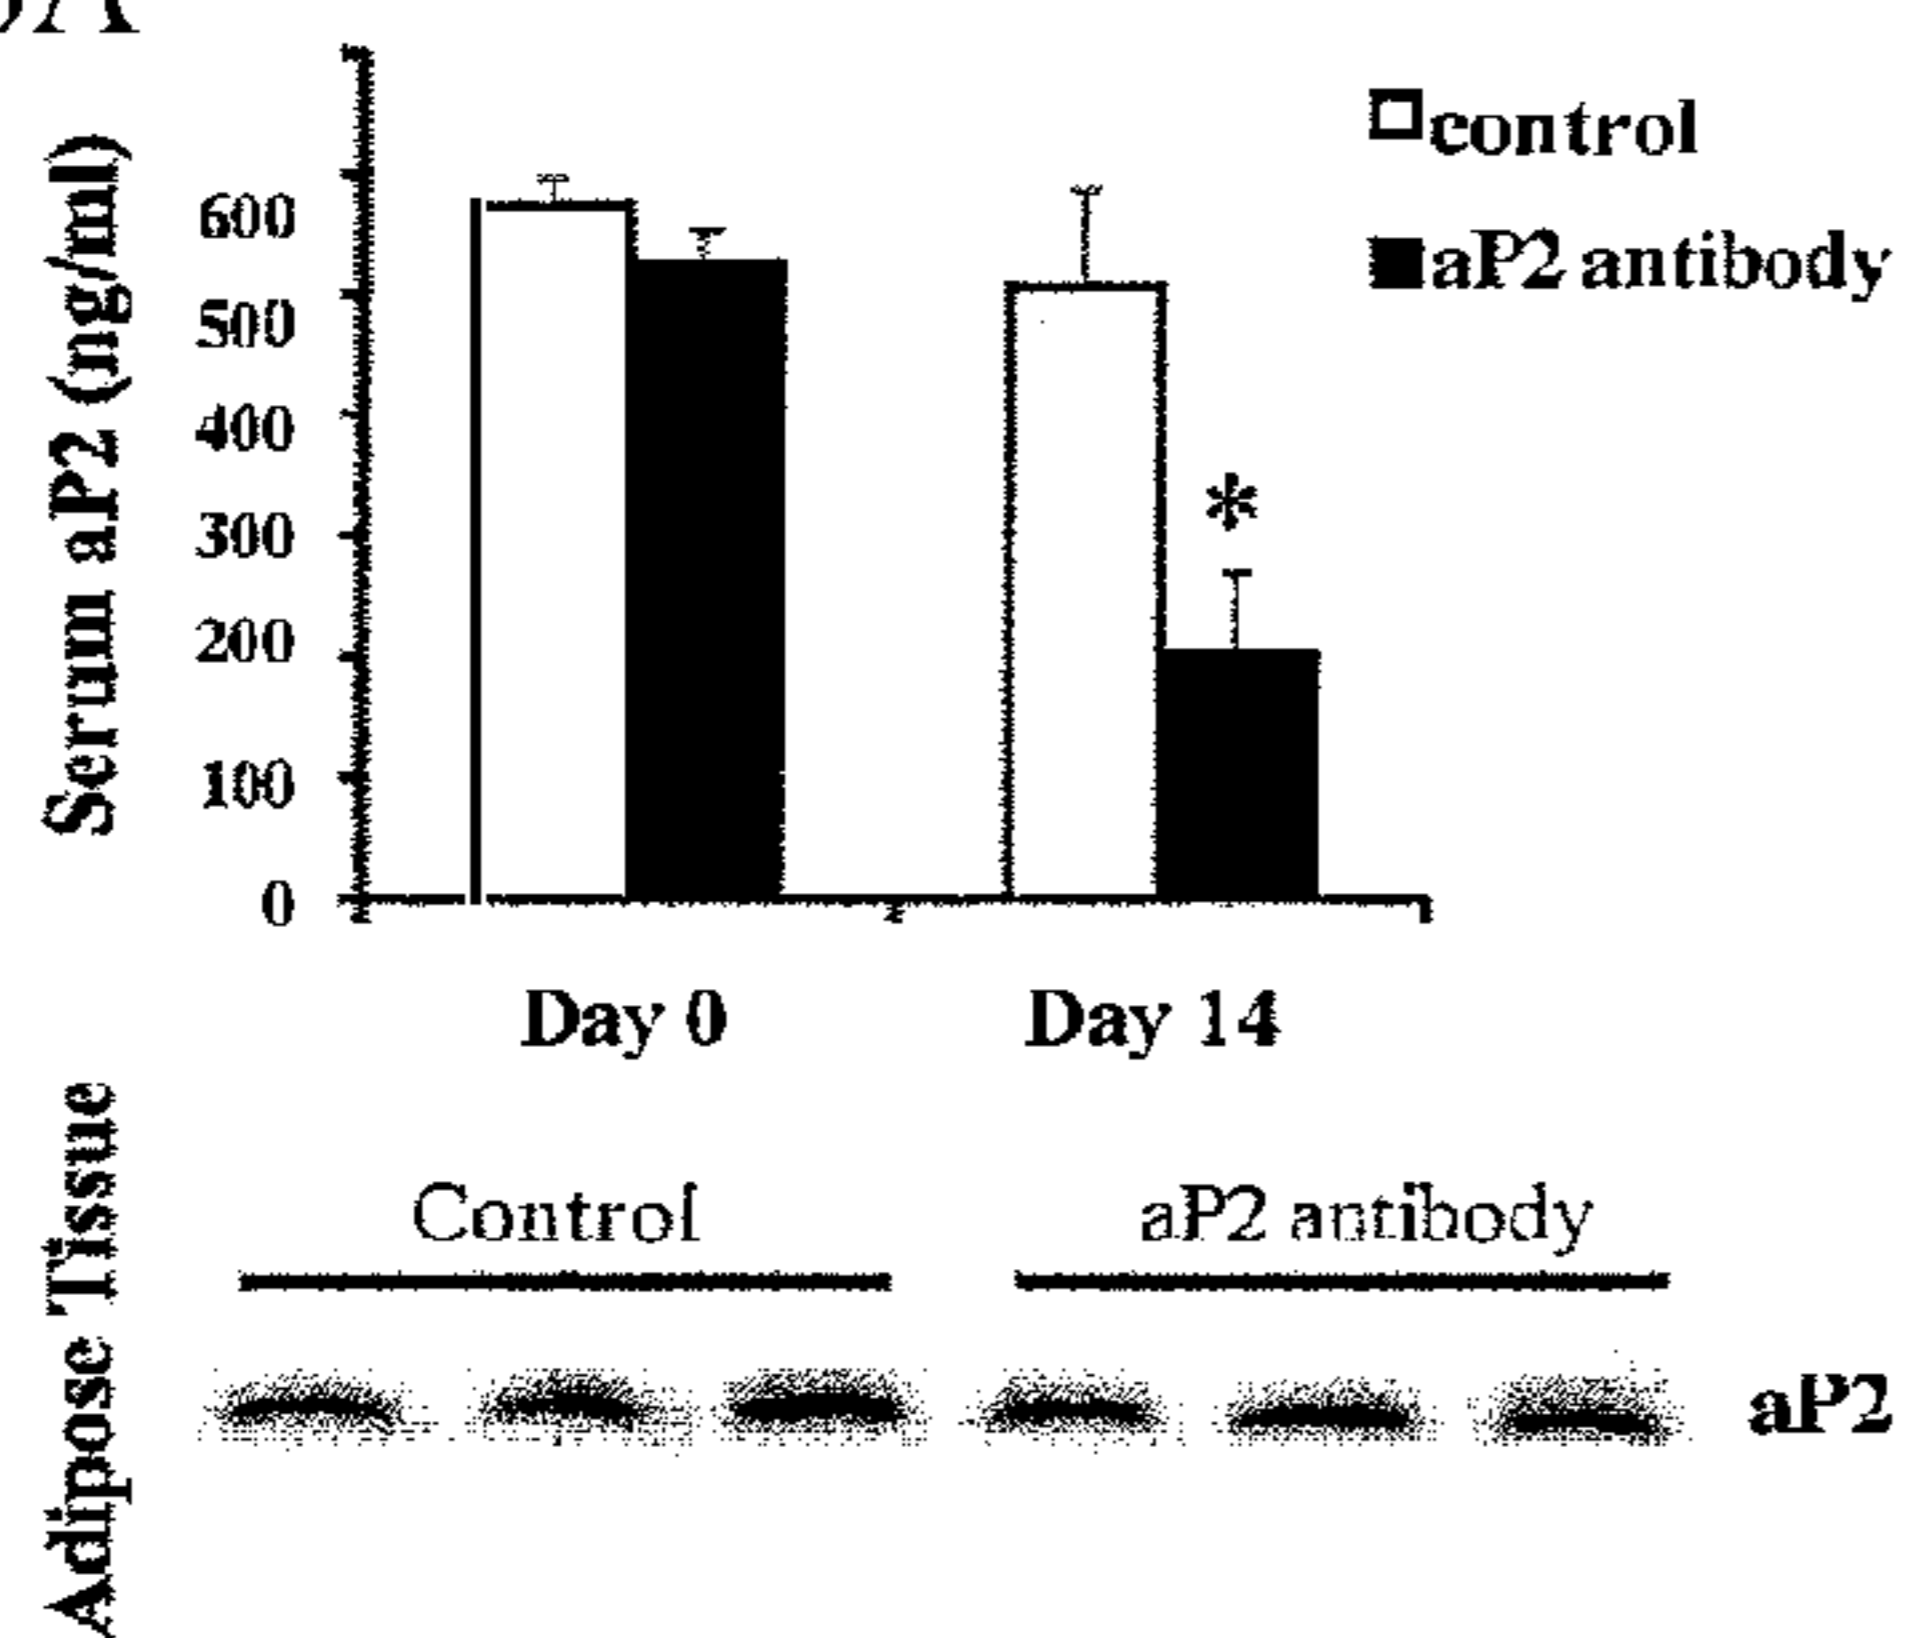 control
aP2 antibody
Serum aP2 (ng/ml)
600
500
400
300
200
100
0
*
Day 0 Day 14
Adipose Tissue
Control aP2 antibody
aP2